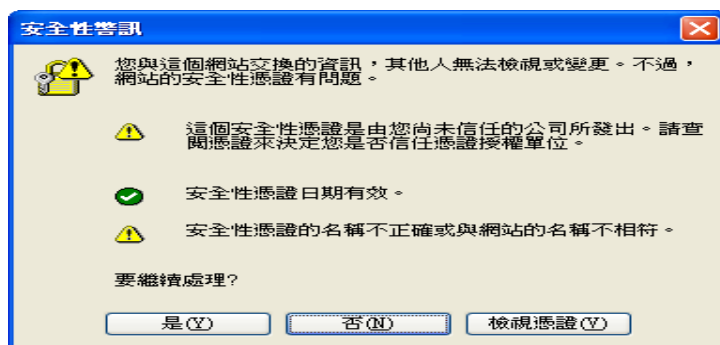 安全性警訊
您與這個網站交換的資訊，其他人無法檢視或變更。不過，
網站的安全性憑證有問題。
這個安全性憑證是由您尚未信任的公司所發出。請查
閱憑證來決定您是否信任憑證授權單位。
安全性憑證日期有效。
安全性憑證的名稱不正確或與網站的名稱不相符。
要繼續處理?
是(Y) 否(N) 檢視憑證(V)